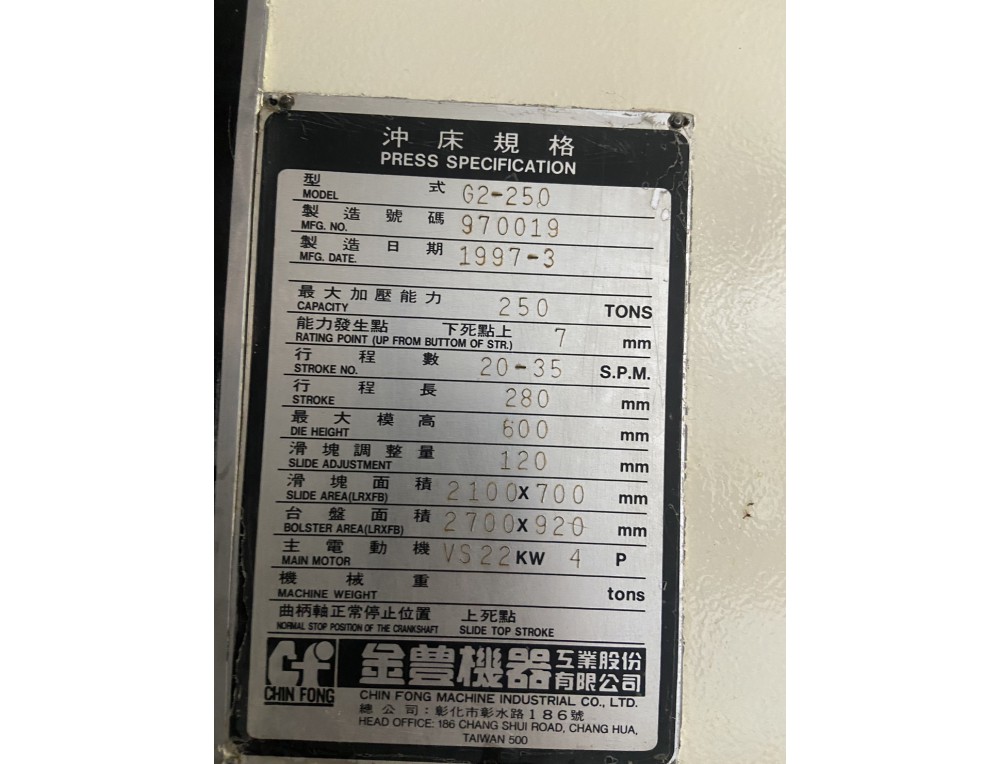 沖床規格
PRESS SPECIFICATION
型式 G2-250
MODEL
製造號碼 970019
MFG. NO.
製造日期 1997-3
MFG. DATE.
最大加壓能力 250 TONS
CAPACITY
能力發生點 下死點上 7 mm
RATING POINT (UP FROM BUTTOM OF STR.)
行程數 20-35 S.P.M.
STROKE NO.
行程長 280 mm
STROKE
最大模高 600 mm
DIE HEIGHT
滑塊調整量 120 mm
SLIDE ADJUSTMENT
滑塊面積 2100X700 mm
SLIDE AREA(LRXFB)
台盤面積 2700X920 mm
BOLSTER AREA(LRXFB)
主電動機 VS22KW 4 P
MAIN MOTOR
機械重 tons
MACHINE WEIGHT
曲柄軸正常停止位置 上死點
NORMAL STOP POSITION OF THE CRANKSHAFT SLIDE TOP STROKE
CHIN FONG
金豊機器工業股份有限公司
CHIN FONG MACHINE INDUSTRIAL CO., LTD.
總公司：彰化市彰水路186號
HEAD OFFICE: 186 CHANG SHUI ROAD, CHANG HUA,
TAIWAN 500